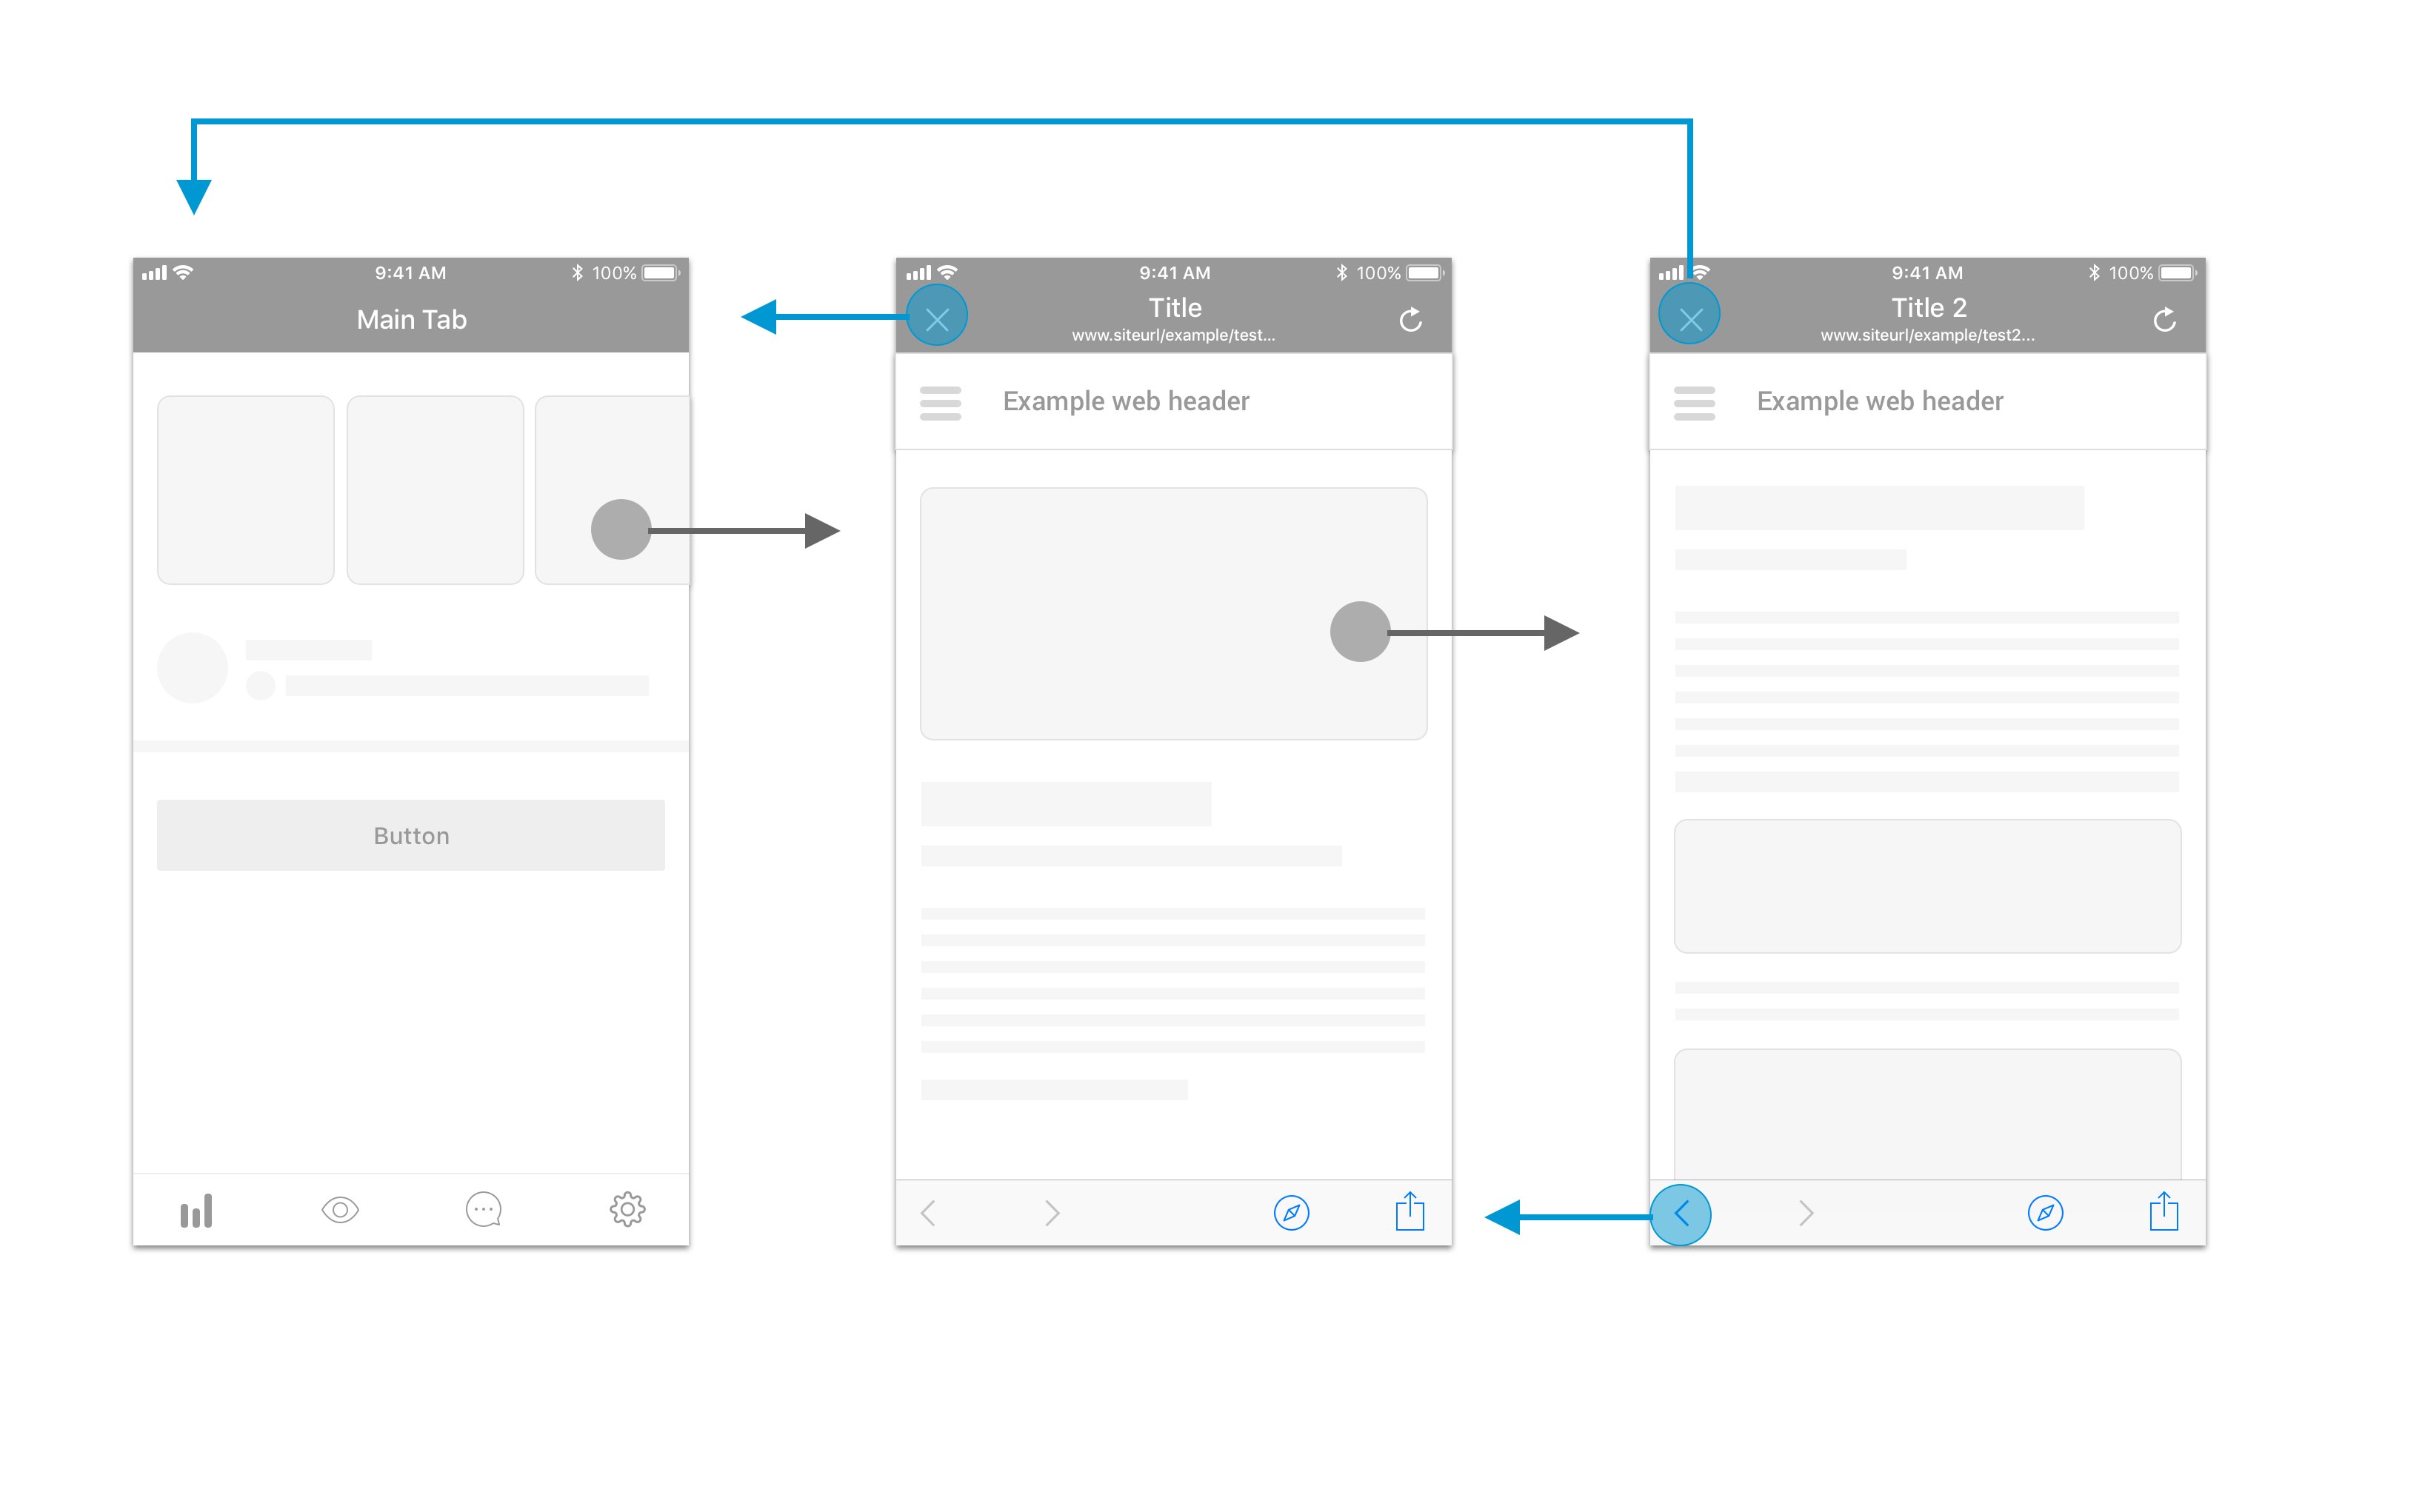 9:41 AM
100%
Main Tab
Button
9:41 AM
100%
Title
www.siteurl/example/test...
Example web header
9:41 AM
100%
Title 2
www.siteurl/example/test2...
Example web header